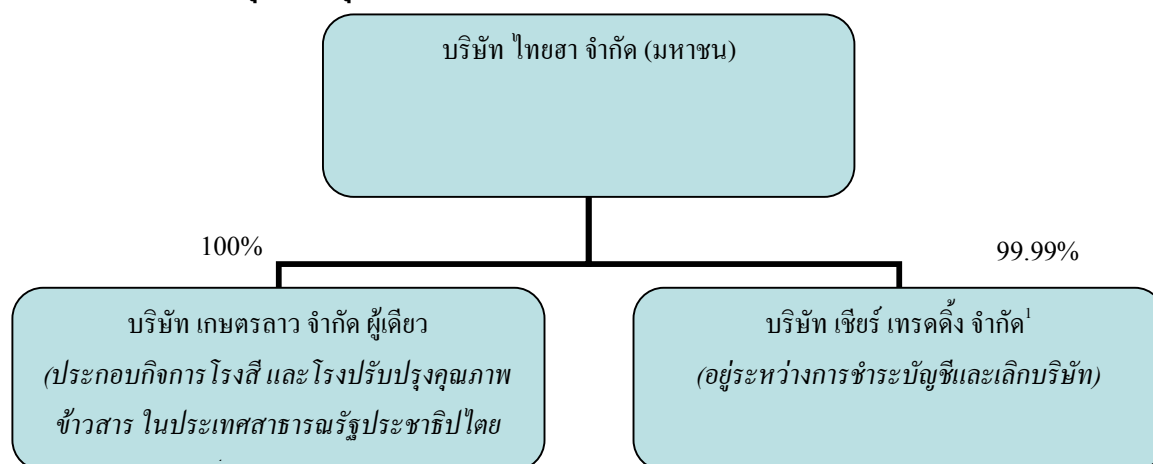 บริษัท ไทยฮา จำกัด (มหาชน)
100%
99.99%
บริษัท เกษตรลาว จำกัด ผู้เดียว
(ประกอบกิจการโรงสี และโรงปรับปรุงคุณภาพ
ข้าวสาร ในประเทศสาธารณรัฐประชาธิปไตย
บริษัท เชียร์ เทรดดิ้ง จำกัด¹
(อยู่ระหว่างการชำระบัญชีและเลิกบริษัท)